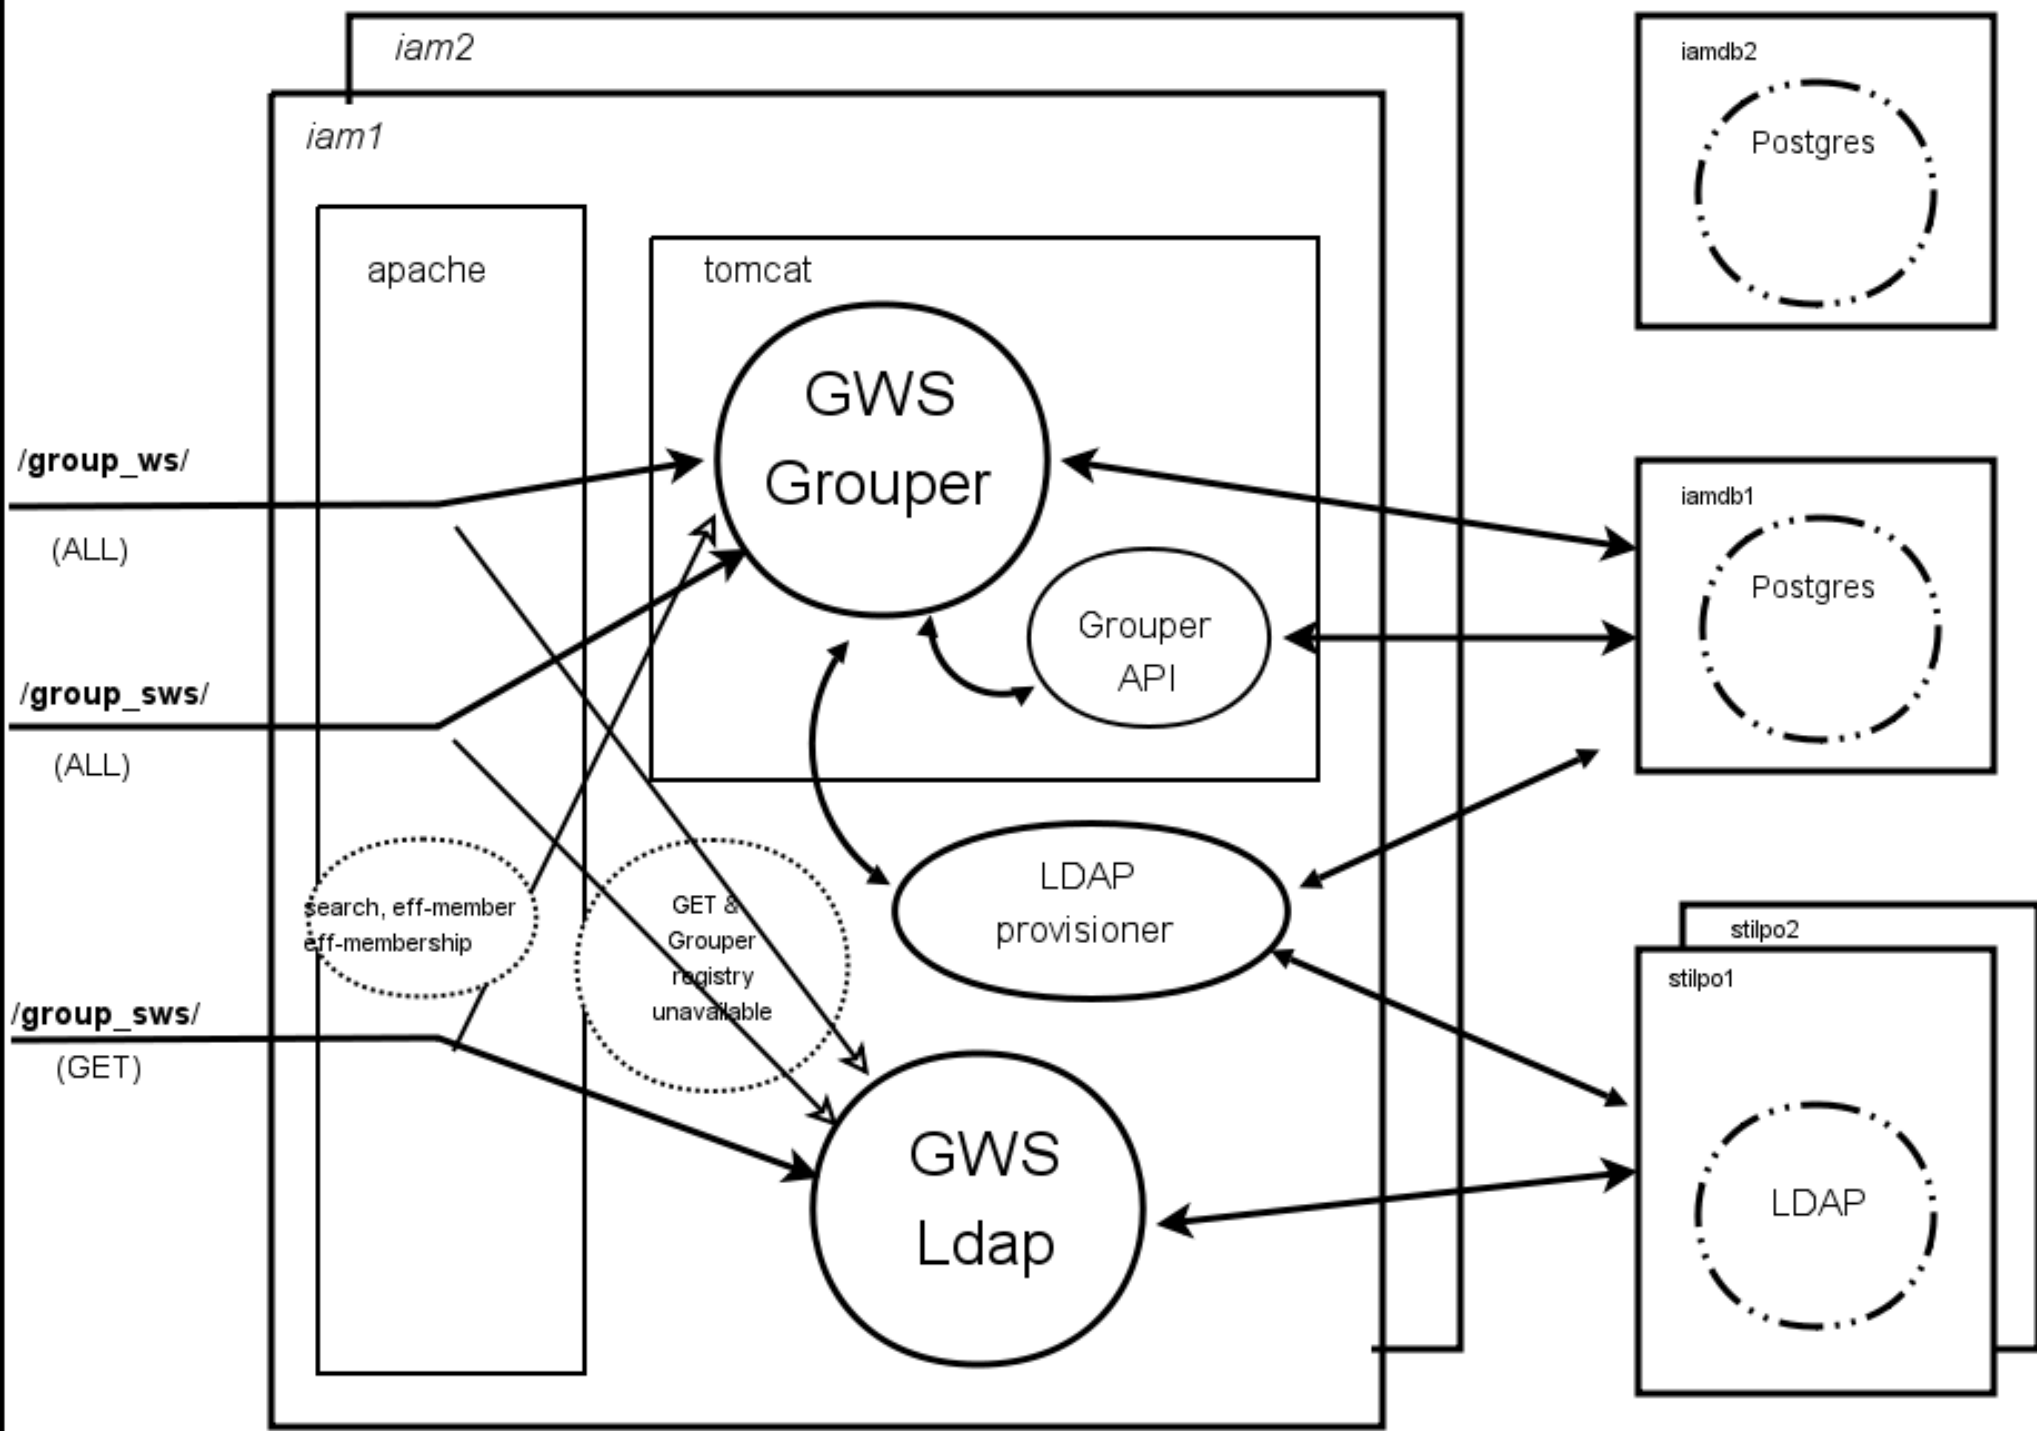 iam2
iam1
apache
tomcat
GWS
Grouper
Grouper
API
/group_ws/
(ALL)
/group_sws/
(ALL)
search, eff-member
eff-membership
GET &
Grouper
registry
unavailable
LDAP
provisioner
/group_sws/
(GET)
GWS
Ldap
iamdb2
Postgres
iamdb1
Postgres
stilpo2
stilpo1
LDAP